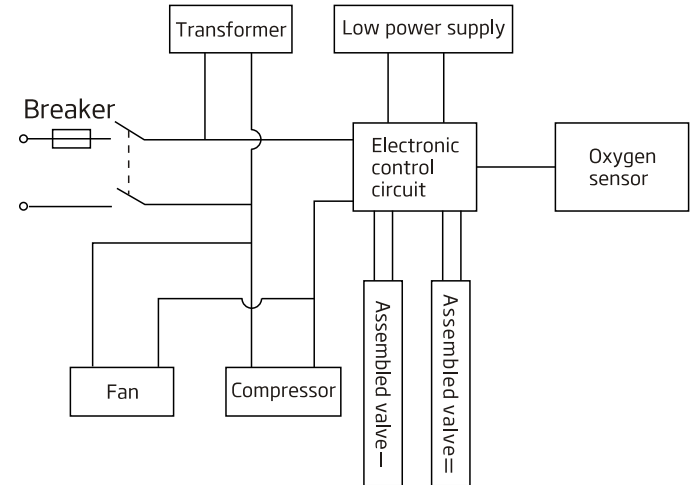 Transformer
Low power supply
Breaker
Electronic
control
circuit
Oxygen
sensor
Assembled valve—
Assembled valve=
Fan
Compressor